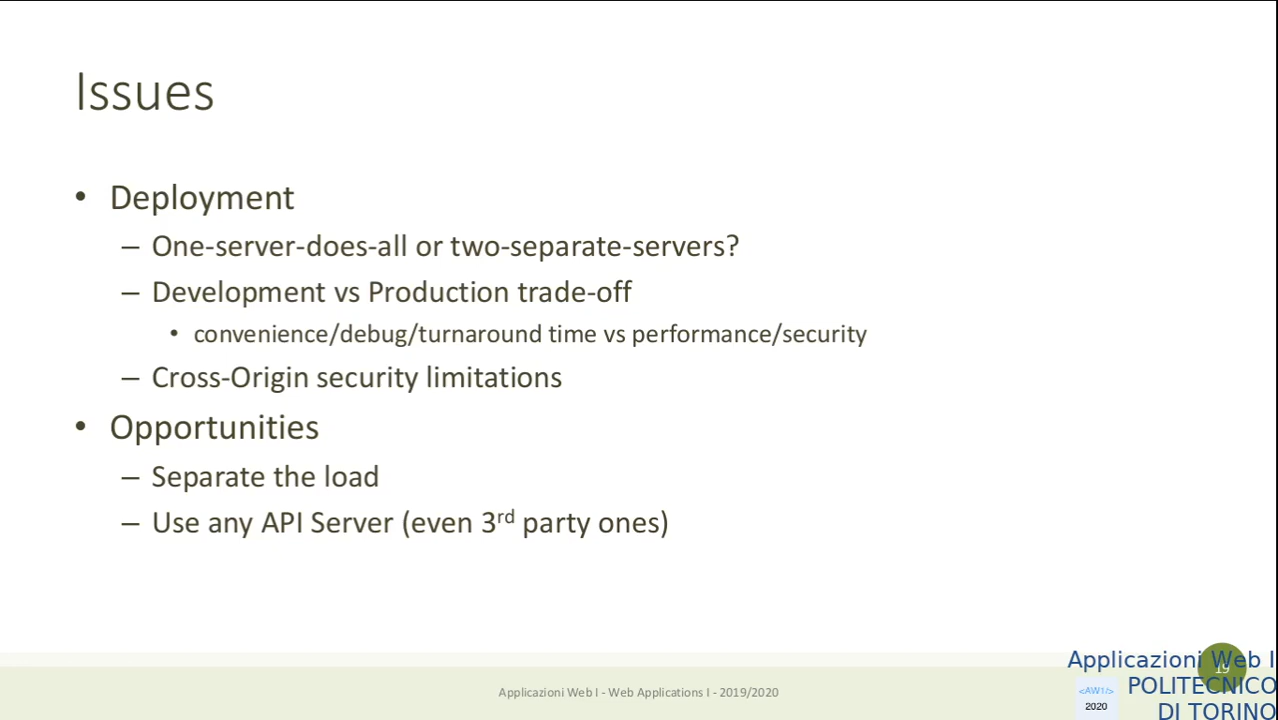 Issues
• Deployment
– One-server-does-all or two-separate-servers?
– Development vs Production trade-off
• convenience/debug/turnaround time vs performance/security
– Cross-Origin security limitations
• Opportunities
– Separate the load
– Use any API Server (even 3rd party ones)
Applicazioni Web I - Web Applications I - 2019/2020
19
Applicazioni Web I
POLITECNICO
DI TORINO
<AW1/>
2020